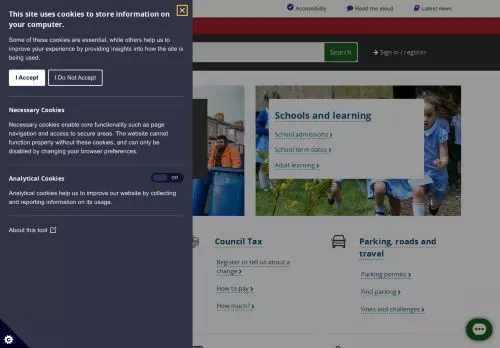 This site uses cookies to store information on
your computer.
Some of these cookies are essential, while others help us to
improve your experience by providing insights into how the site is
being used.
I Accept
I Do Not Accept
Necessary Cookies
Necessary cookies enable core functionality such as page
navigation and access to secure areas. The website cannot
function properly without these cookies, and can only be
disabled by changing your browser preferences.
Analytical Cookies
Off
Analytical cookies help us to improve our website by collecting
and reporting information on its usage.
About this tool
Accessibility
Read me aloud
Latest news
Search
Sign in / register
Schools and learning
School admissions
School term dates
Adult learning
Council Tax
Register or tell us about a
change
How to pay
How much?
Parking, roads and
travel
Parking permits
Find parking
Fines and challenges